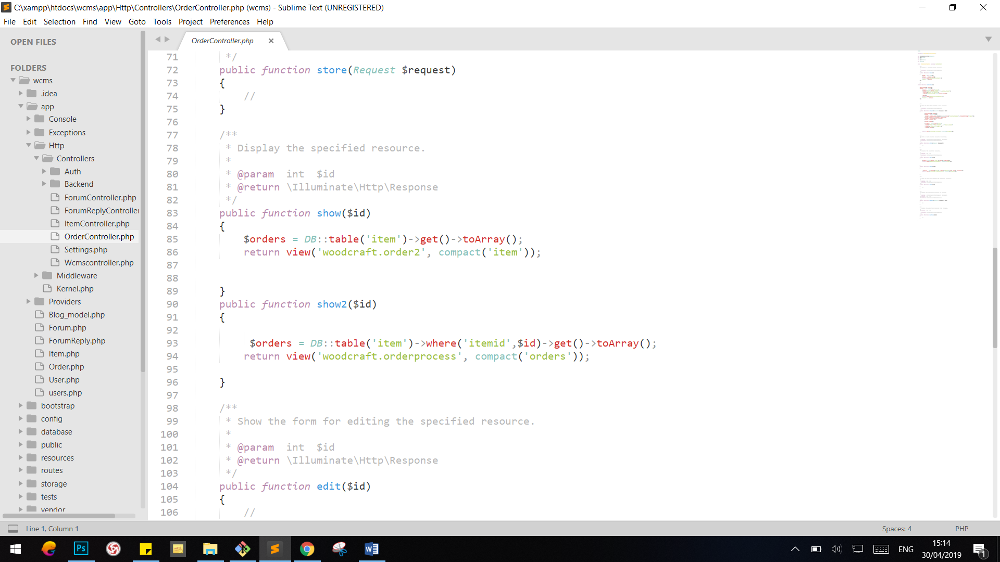 C:\xampp\htdocs\wcms\app\Http\Controllers\OrderController.php (wcms) - Sublime Text (UNREGISTERED)
File Edit Selection Find View Goto Tools Project Preferences Help
OPEN FILES
FOLDERS
wcms
.idea
app
Console
Exceptions
Http
Controllers
Auth
Backend
ForumController.php
ForumReplyController
ItemController.php
OrderController.php
Settings.php
Wcmscontroller.php
Middleware
Kernel.php
Providers
Blog_model.php
Forum.php
ForumReply.php
Item.php
Order.php
User.php
users.php
bootstrap
config
database
public
resources
routes
storage
tests
vendor
OrderController.php
71 */
72 public function store(Request $request)
73 {
74 //
75 }
76
77 /**
78 * Display the specified resource.
79 *
80 * @param  int  $id
81 * @return \Illuminate\Http\Response
82 */
83 public function show($id)
84 {
85 $orders = DB::table('item')->get()->toArray();
86 return view('woodcraft.order2', compact('item'));
87
88
89 }
90 public function show2($id)
91 {
92
93 $orders = DB::table('item')->where('itemid',$id)->get()->toArray();
94 return view('woodcraft.orderprocess', compact('orders'));
95
96 }
97
98 /**
99 * Show the form for editing the specified resource.
100 *
101 * @param  int  $id
102 * @return \Illuminate\Http\Response
103 */
104 public function edit($id)
105 {
106 //
Line 1, Column 1
Spaces: 4
PHP
Ps
ENG
15:14
30/04/2019
1